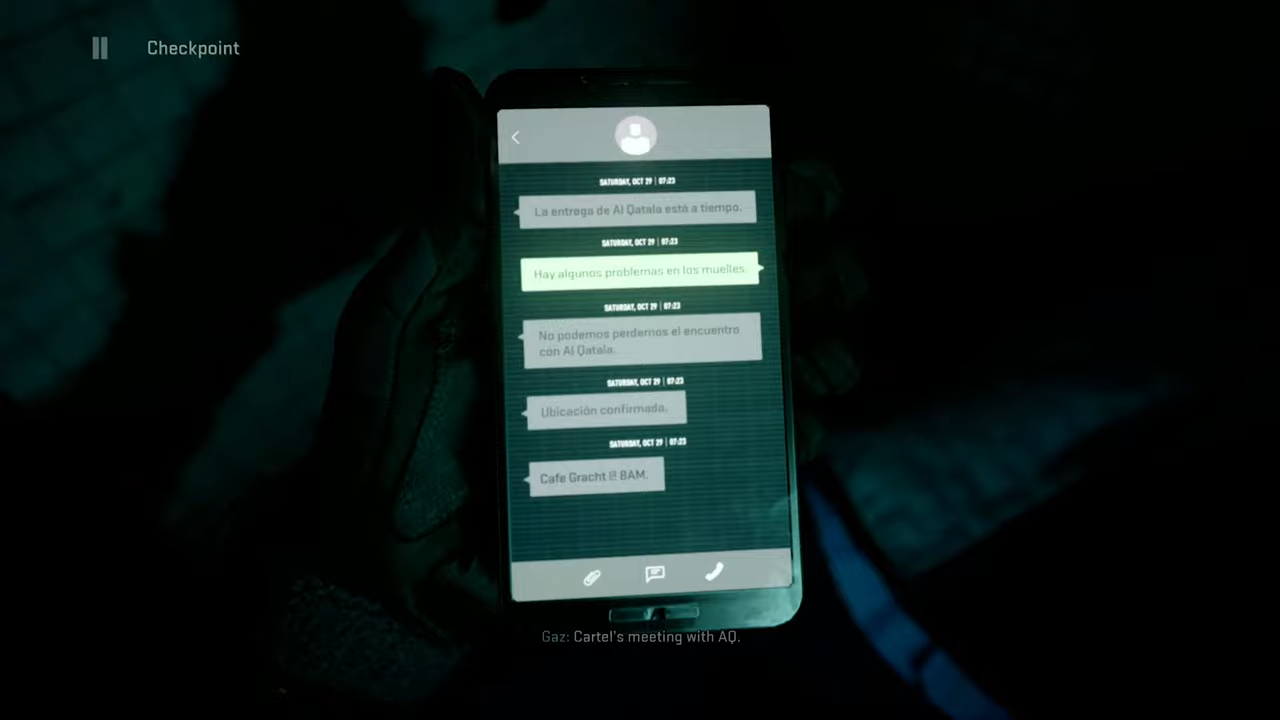 Checkpoint
SATURDAY, OCT 29 | 07:23
La entrega de Al Qatala está a tiempo.
SATURDAY, OCT 29 | 07:23
Hay algunos problemas en los muelles.
SATURDAY, OCT 29 | 07:23
No podemos perdernos el encuentro
con Al Qatala.
SATURDAY, OCT 29 | 07:23
Ubicación confirmada.
SATURDAY, OCT 29 | 07:23
Cafe Gracht @ 8AM.
Gaz: Cartel's meeting with AQ.